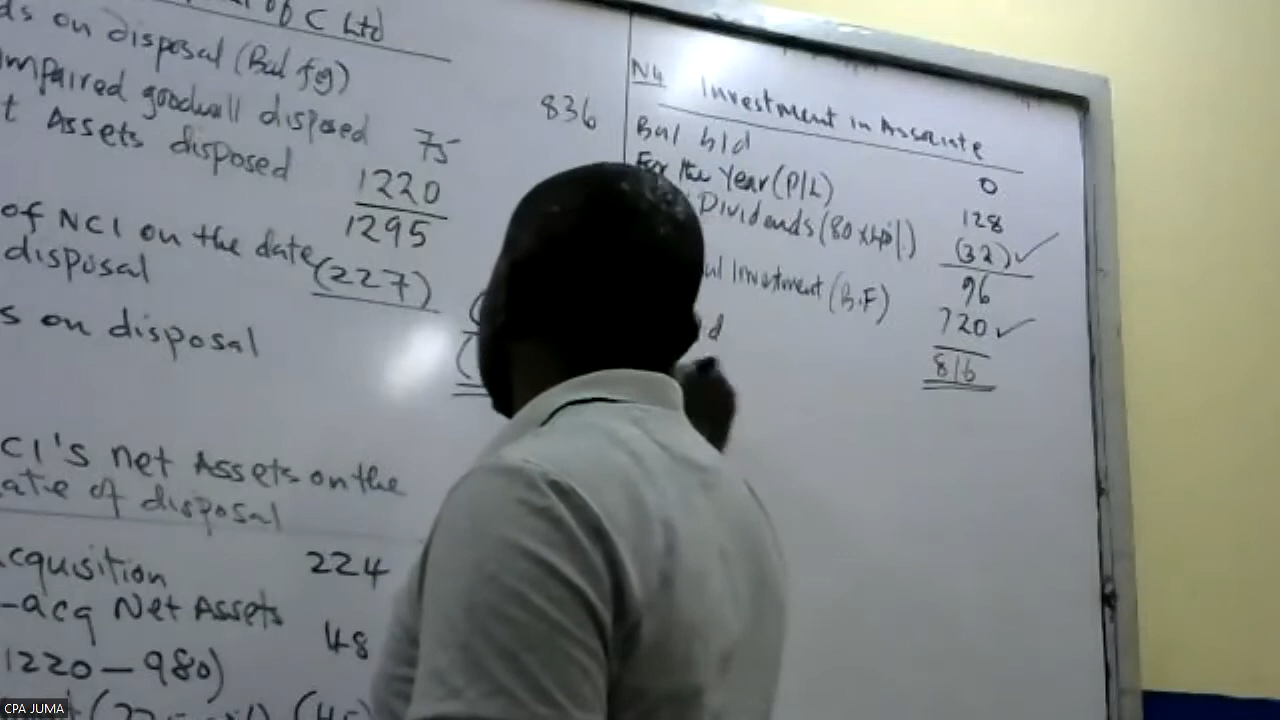 of C Ltd
ds on disposal (Bal fig) 836
mpaired goodwill disposed 75
t Assets disposed 1220
1295
of NCI on the date
disposal (227)
s on disposal
CI's net Assets on the
ate of disposal
cquisition 224
-acq Net Assets
1220-980) 48
N4 Investment in Associate
Bal b/d 0
For the Year (P/L) 128
Dividends (80x40%) (32) ✓
96
Investment (B.F) 720 ✓
d 816
CPA JUMA